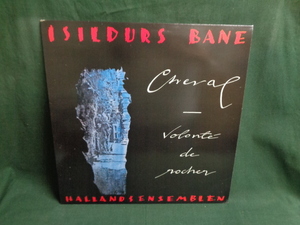 ISILDURS BANE
Cheval
—
Volonté
de
rocher
HALLANDSENSEMBLEN